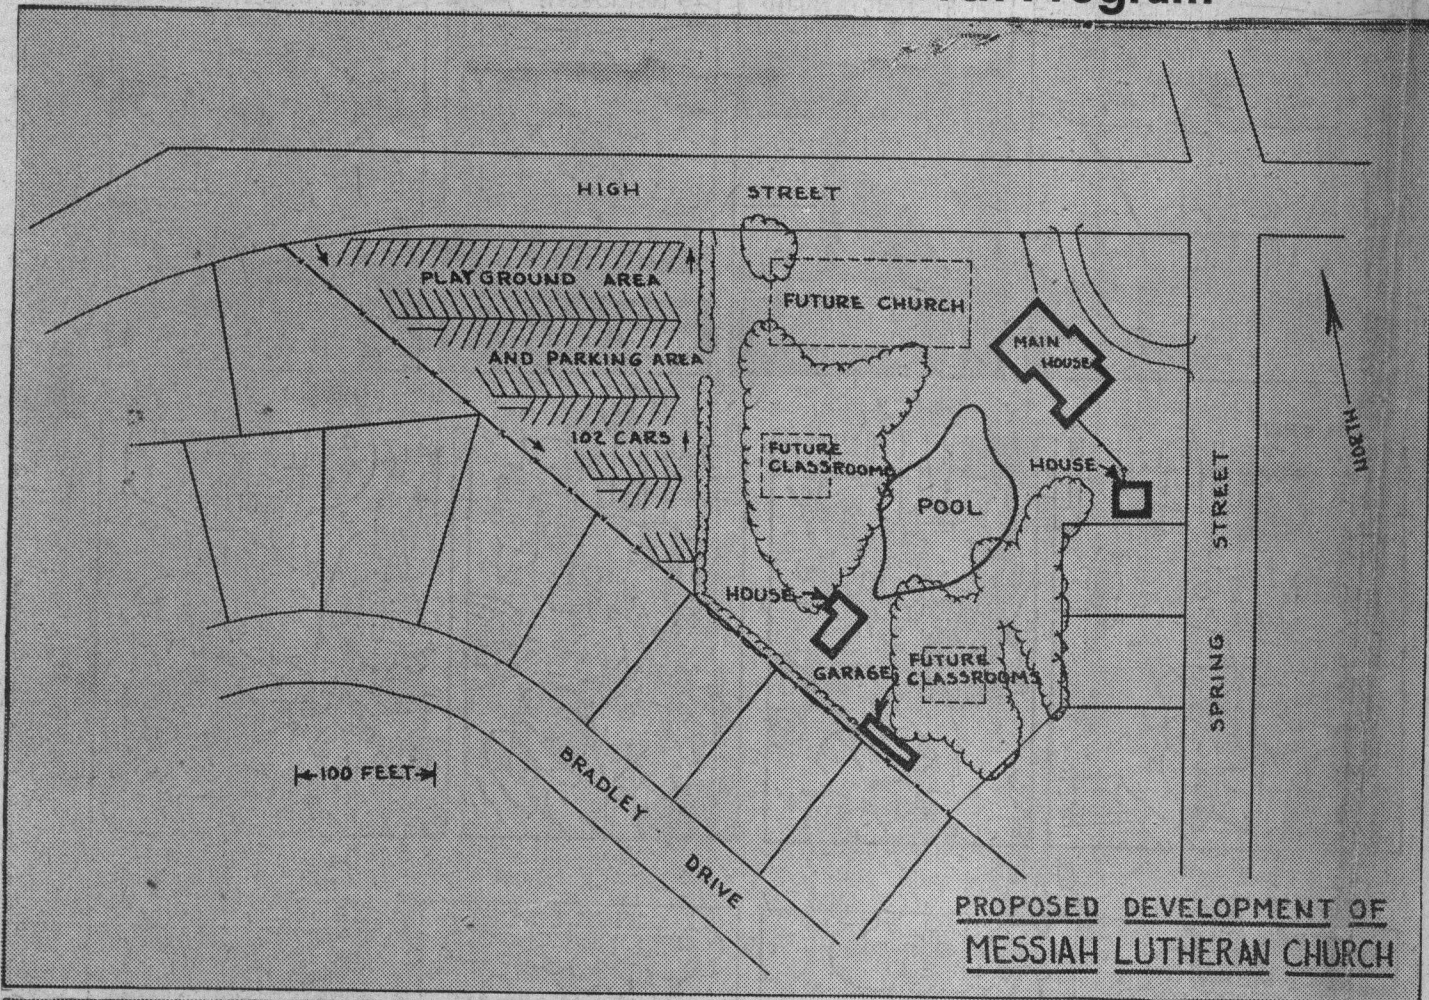 Program
HIGH STREET
PLAYGROUND AREA
FUTURE CHURCH
MAIN
HOUSE
AND PARKING AREA
102 CARS
FUTURE
CLASSROOMS
HOUSE
POOL
NORTH
SPRING STREET
HOUSE
GARAGE
FUTURE
CLASSROOMS
100 FEET
BRADLEY DRIVE
PROPOSED DEVELOPMENT OF
MESSIAH LUTHERAN CHURCH